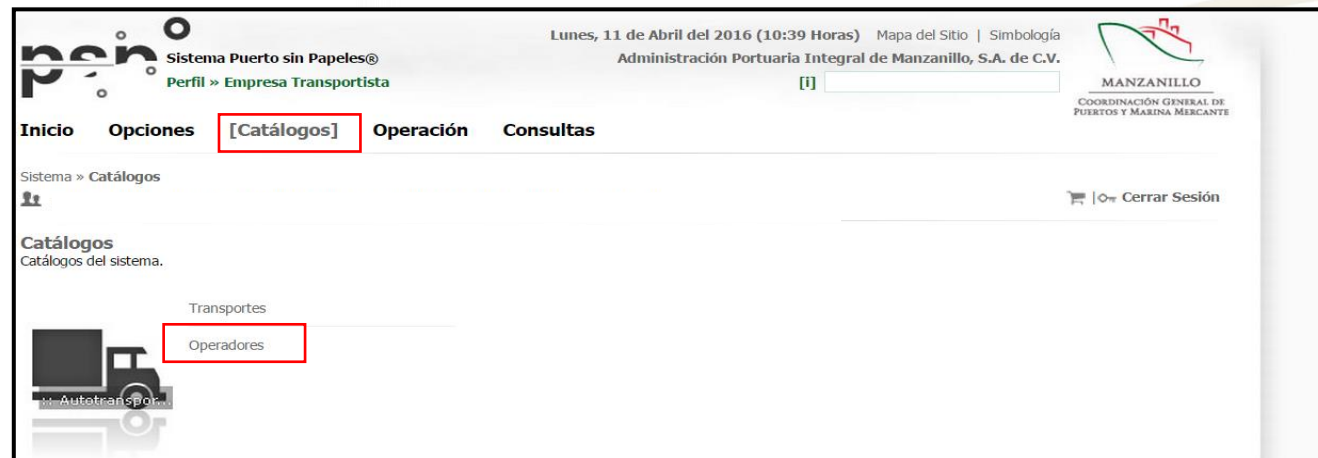 psp
Lunes, 11 de Abril del 2016 (10:39 Horas) Mapa del Sitio | Simbología
Sistema Puerto sin Papeles®
Administración Portuaria Integral de Manzanillo, S.A. de C.V.
Perfil » Empresa Transportista
[i]
MANZANILLO
COORDINACIÓN GENERAL DE
PUERTOS Y MARINA MERCANTE
Inicio Opciones [Catálogos] Operación Consultas
Sistema » Catálogos
| Cerrar Sesión
Catálogos
Catálogos del sistema.
Transportes
Operadores
:: Autotranspor...